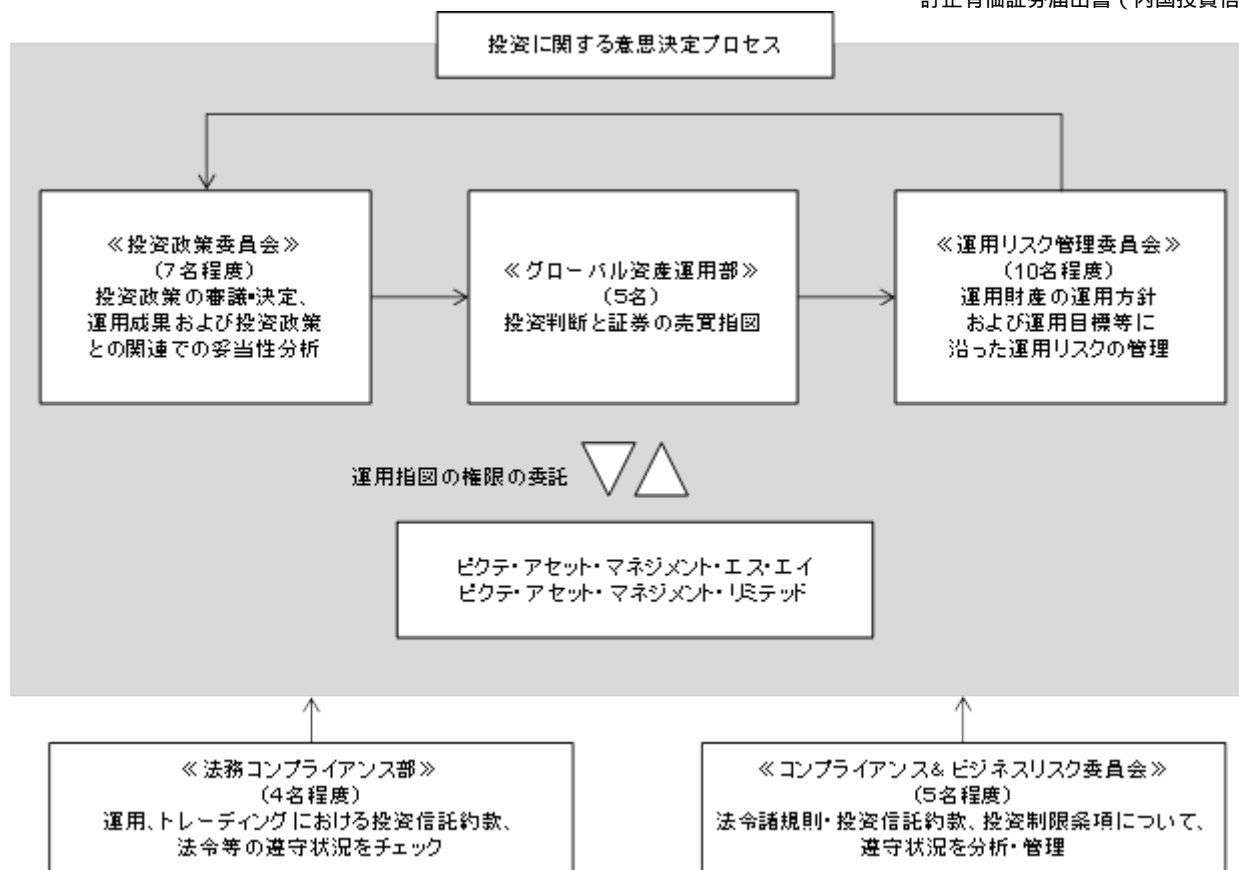 訂正有価証券届出書(内国投資信
投資に関する意思決定プロセス
≪投資政策委員会≫
(7名程度)
投資政策の審議・決定、
運用成果および投資政策
との関連での妥当性分析
≪グローバル資産運用部≫
(5名)
投資判断と証券の売買指図
≪運用リスク管理委員会≫
(10名程度)
運用財産の運用方針
および運用目標等に
沿った運用リスクの管理
運用指図の権限の委託
ピクテ・アセット・マネジメント・エス・エイ
ピクテ・アセット・マネジメント・リミテッド
≪法務コンプライアンス部≫
(4名程度)
運用、トレーディングにおける投資信託約款、
法令等の遵守状況をチェック
≪コンプライアンス&ビジネスリスク委員会≫
(5名程度)
法令諸規則・投資信託約款、投資制限条項について、
遵守状況を分析・管理